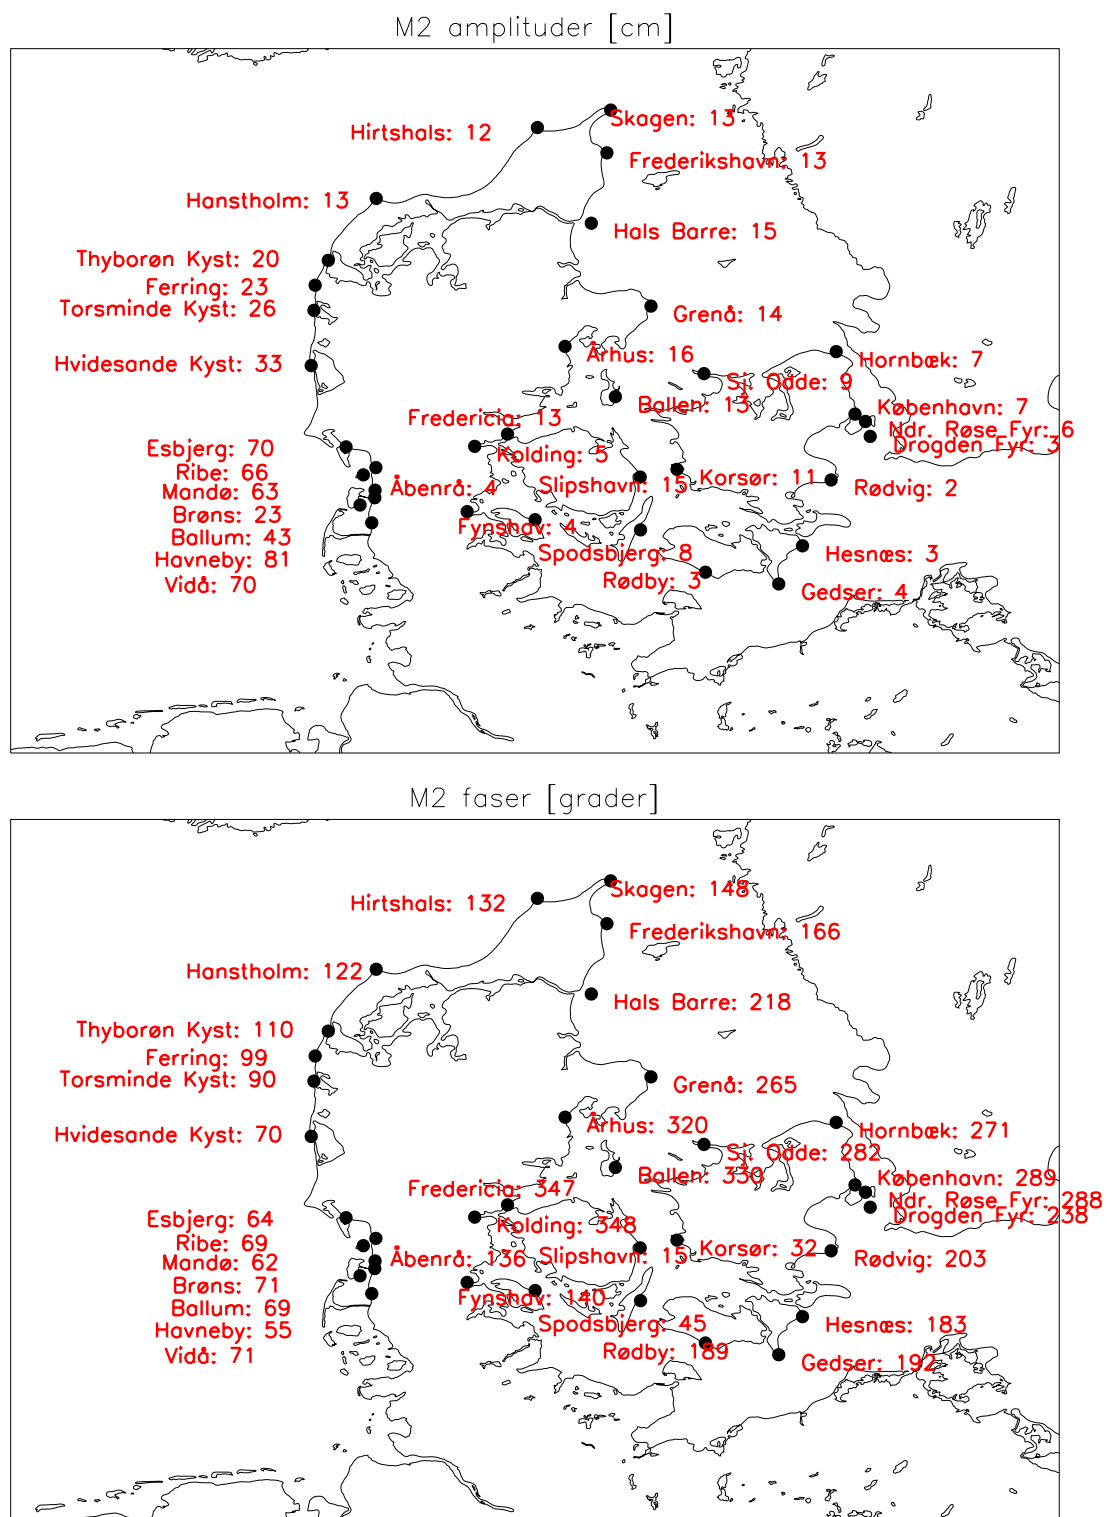 M2 amplituder [cm]
Skagen: 13
Hirtshals: 12
Frederikshavn: 13
Hanstholm: 13
Hals Barre: 15
Thyborøn Kyst: 20
Ferring: 23
Torsminde Kyst: 26
Grenå: 14
Århus: 16
Hornbæk: 7
Hvidesande Kyst: 33
Sj. Odde: 9
Ballen: 13
København: 7
Fredericia: 13
Ndr. Røse Fyr: 6
Drogden Fyr: 3
Esbjerg: 70
Kolding: 5
Ribe: 66
Korsør: 11
Slipshavn: 15
Åbenrå: 4
Rødvig: 2
Mandø: 63
Brøns: 23
Fynshav: 4
Ballum: 43
Spodsbjerg: 8
Hesnæs: 3
Havneby: 81
Rødby: 3
Vidå: 70
Gedser: 4
M2 faser [grader]
Skagen: 148
Hirtshals: 132
Frederikshavn: 166
Hanstholm: 122
Hals Barre: 218
Thyborøn Kyst: 110
Ferring: 99
Torsminde Kyst: 90
Grenå: 265
Århus: 320
Hornbæk: 271
Hvidesande Kyst: 70
Sj. Odde: 282
Ballen: 330
København: 289
Fredericia: 347
Ndr. Røse Fyr: 288
Drogden Fyr: 238
Esbjerg: 64
Kolding: 348
Ribe: 69
Korsør: 32
Slipshavn: 15
Åbenrå: 136
Rødvig: 203
Mandø: 62
Brøns: 71
Fynshav: 140
Ballum: 69
Spodsbjerg: 45
Hesnæs: 183
Havneby: 55
Rødby: 189
Vidå: 71
Gedser: 192